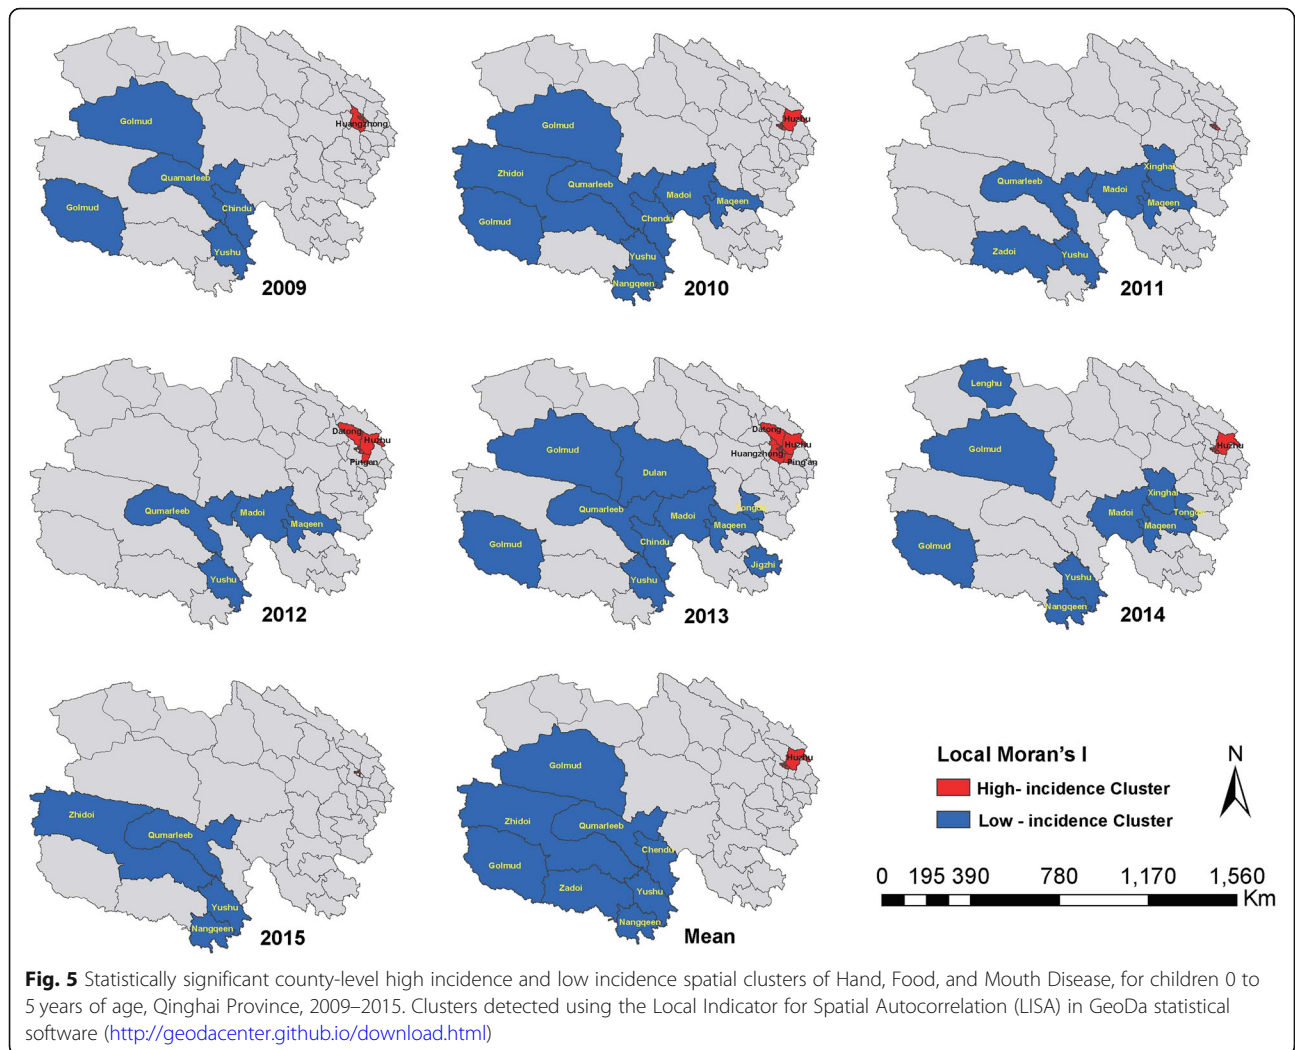 Golmud
Huangzhong
Quamarleeb
Golmud
Chindu
Yushu
2009
Golmud
Huzhu
Zhidoi
Qumarleeb
Madoi
Maqeen
Golmud
Chendu
Yushu
Nangqeen
2010
Xinghai
Qumarleeb
Madoi
Maqeen
Zadoi
Yushu
2011
Datong
Huzhu
Pingan
Qumarleeb
Madoi
Maqeen
Yushu
2012
Datong
Huzhu
Huangzhong
Ping'an
Golmud
Dulan
Tongde
Qumarleeb
Madoi
Maqeen
Golmud
Chindu
Jigzhi
Yushu
2013
Lenghu
Huzhu
Golmud
Xinghai
Madoi
Tongde
Maqeen
Golmud
Yushu
Nangqeen
2014
Zhidoi
Qumarleeb
Yushu
Nangqeen
2015
Huzhu
Golmud
Zhidoi
Qumarleeb
Chendu
Golmud
Zadoi
Yushu
Nangqeen
Mean
Local Moran's I
High- incidence Cluster
Low - incidence Cluster
N
0 195 390 780 1,170 1,560
Km
Fig. 5 Statistically significant county-level high incidence and low incidence spatial clusters of Hand, Food, and Mouth Disease, for children 0 to
5 years of age, Qinghai Province, 2009–2015. Clusters detected using the Local Indicator for Spatial Autocorrelation (LISA) in GeoDa statistical
software (http://geodacenter.github.io/download.html)